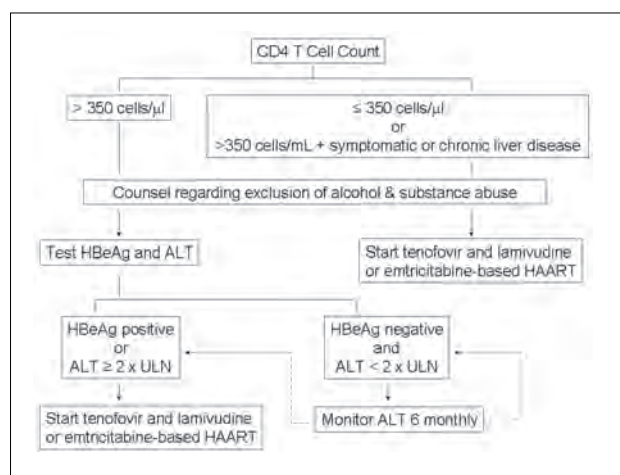 CD4 T Cell Count
> 350 cells/µl
≤ 350 cells/µl
or
>350 cells/mL + symptomatic or chronic liver disease
Counsel regarding exclusion of alcohol & substance abuse
Test HBeAg and ALT
Start tenofovir and lamivudine
or emtricitabine-based HAART
HBeAg positive
or
ALT ≥ 2 x ULN
HBeAg negative
and
ALT < 2 x ULN
Start tenofovir and lamivudine
or emtricitabine-based HAART
Monitor ALT 6 monthly